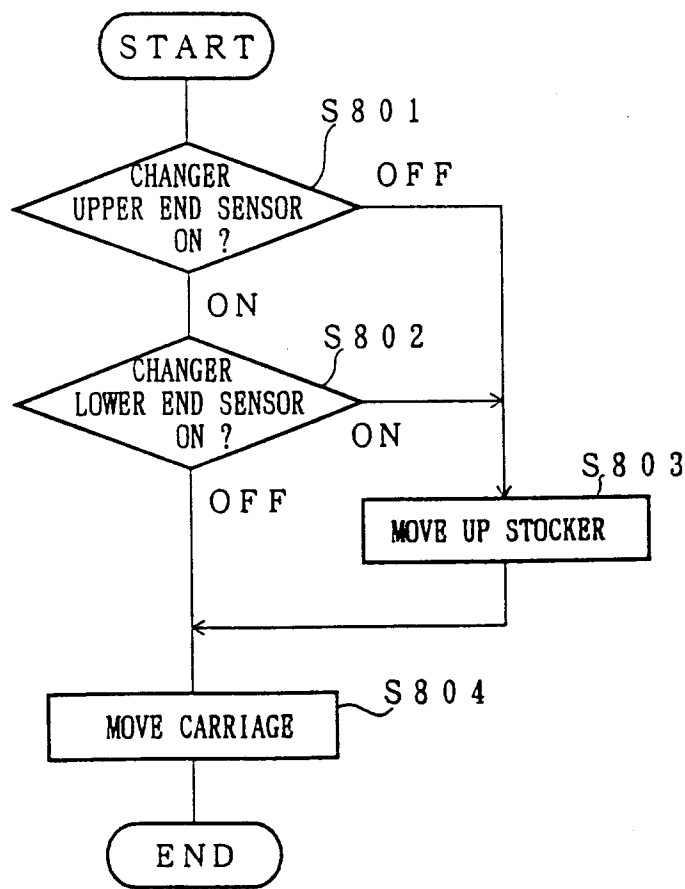 START
S801
CHANGER
UPPER END SENSOR
ON ?
OFF
ON
S802
CHANGER
LOWER END SENSOR
ON ?
ON
OFF
S803
MOVE UP STOCKER
S804
MOVE CARRIAGE
END